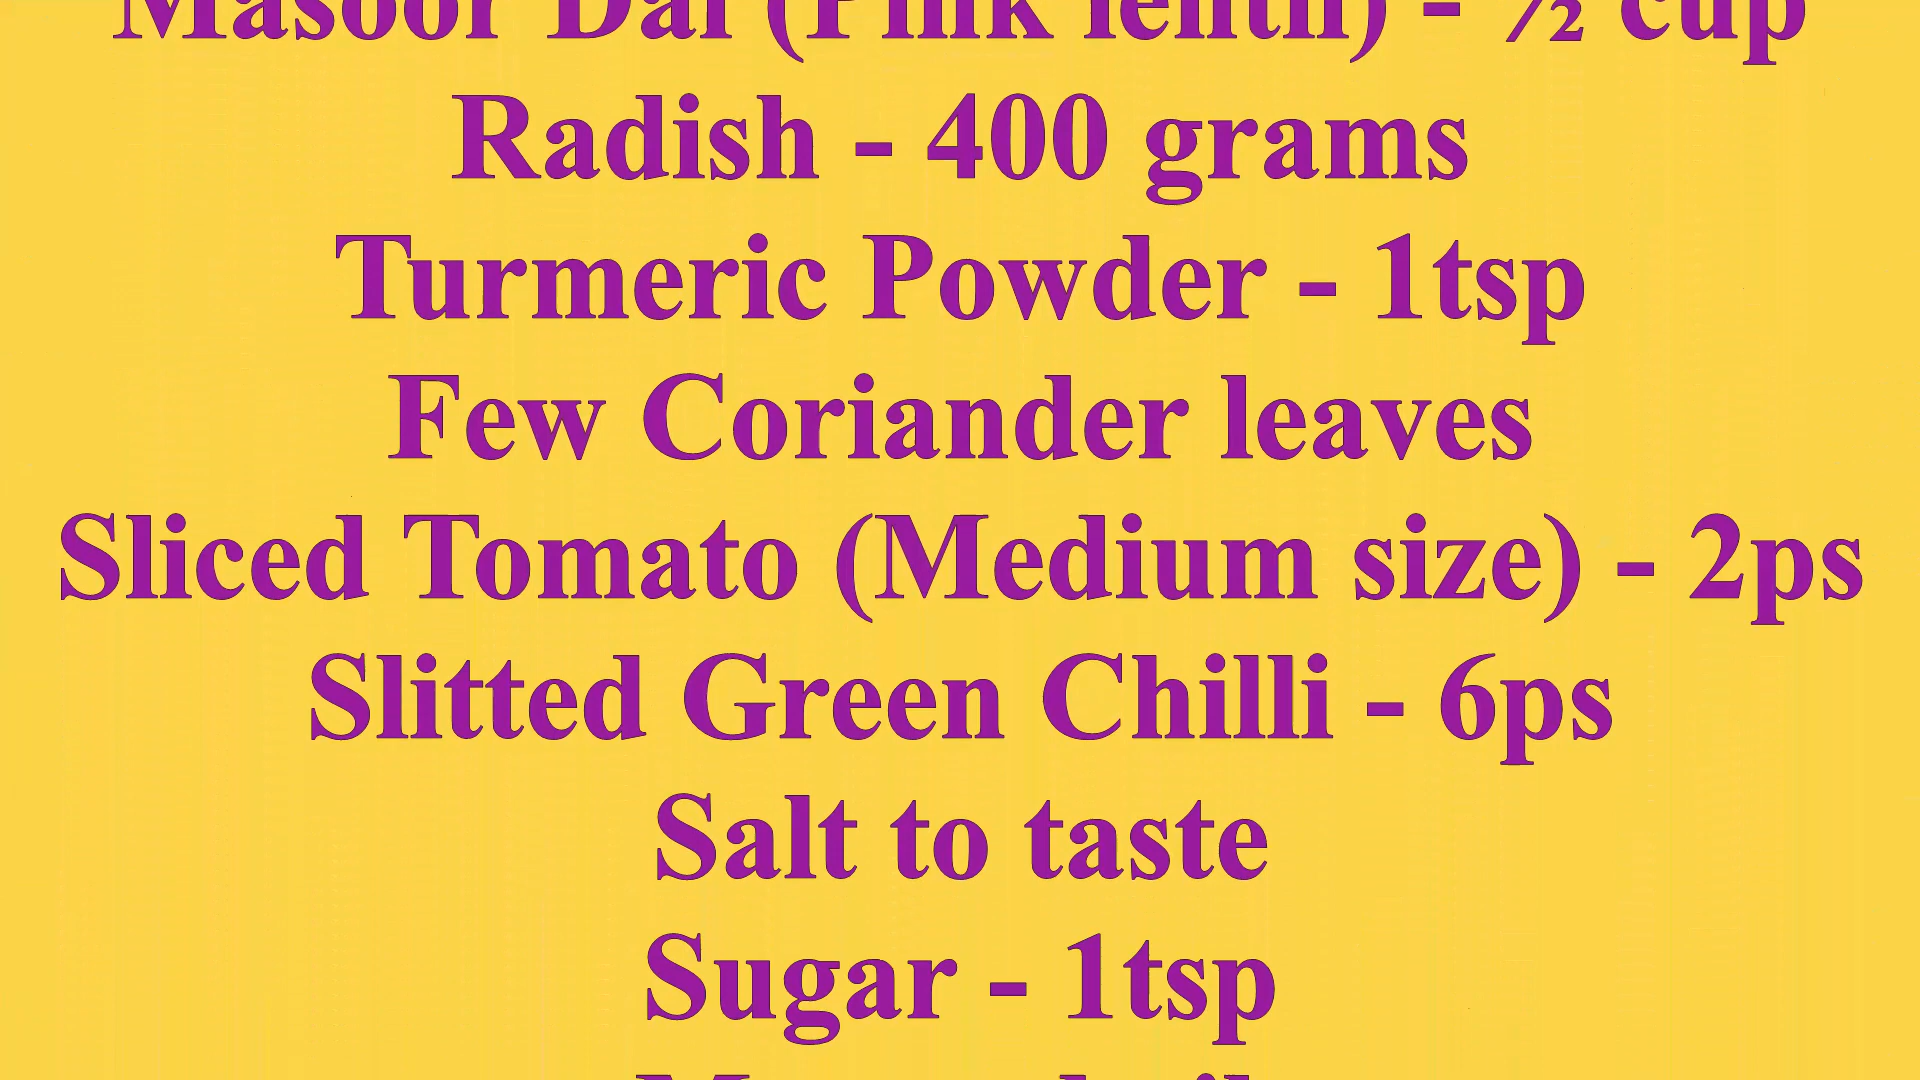 Masoor Dal (Pink lentil) - ½ cup
Radish - 400 grams
Turmeric Powder - 1tsp
Few Coriander leaves
Sliced Tomato (Medium size) - 2ps
Slitted Green Chilli - 6ps
Salt to taste
Sugar - 1tsp